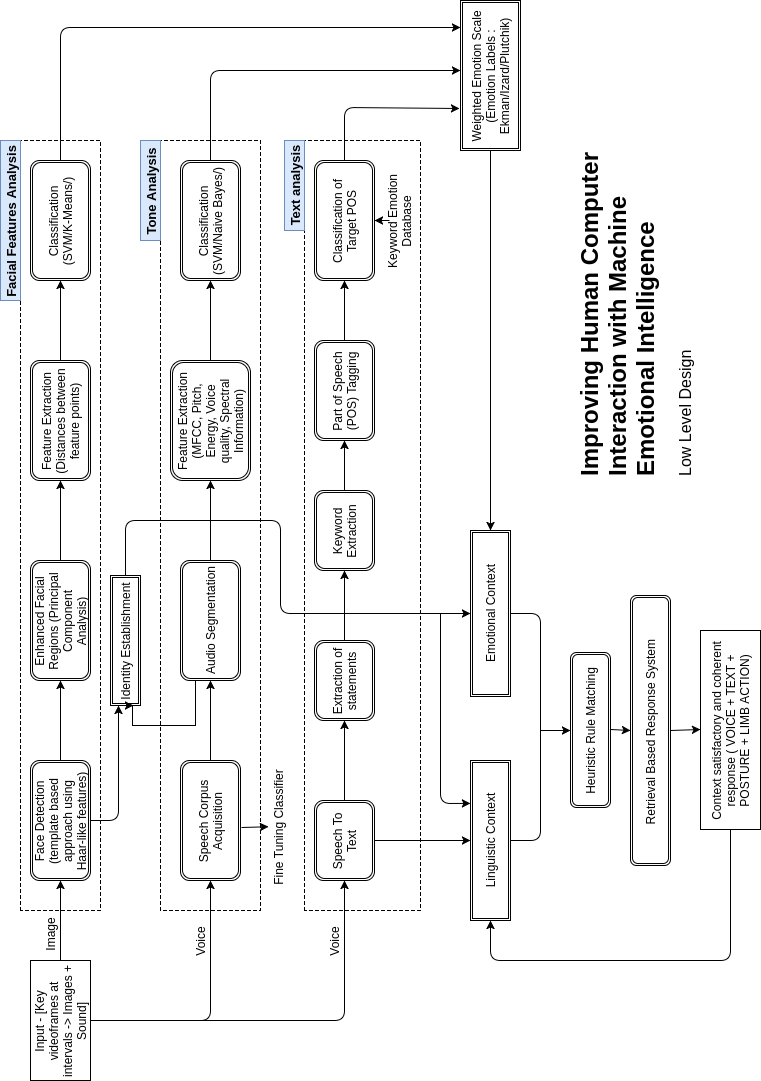 Improving Human Computer
Interaction with Machine
Emotional Intelligence
Low Level Design
Input - [Key
videoframes at
intervals -> Images +
Sound]
Image
Voice
Voice
Facial Features Analysis
Face Detection
(template based
approach using
Haar-like features)
Enhanced Facial
Regions (Principal
Component
Analysis)
Feature Extraction
(Distances between
feature points)
Classification
(SVM/K-Means/)
Identity Establishment
Tone Analysis
Speech Corpus
Acquisition
Fine Tuning Classifier
Audio Segmentation
Feature Extraction
(MFCC, Pitch,
Energy, Voice
quality, Spectral
Information)
Classification
(SVM/Naive Bayes/)
Text analysis
Speech To
Text
Extraction of
statements
Keyword
Extraction
Part of Speech
(POS) Tagging
Classification of
Target POS
Keyword Emotion
Database
Weighted Emotion Scale
(Emotion Labels :
Ekman/Izard/Plutchik)
Linguistic Context
Emotional Context
Heuristic Rule Matching
Retrieval Based Response System
Context satisfactory and coherent
response ( VOICE + TEXT +
POSTURE + LIMB ACTION)